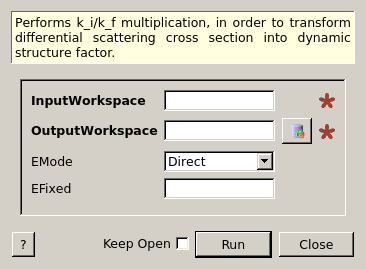 Performs k_i/k_f multiplication, in order to transform
differential scattering cross section into dynamic
structure factor.
InputWorkspace
OutputWorkspace
EMode Direct
EFixed
? Keep Open Run Close